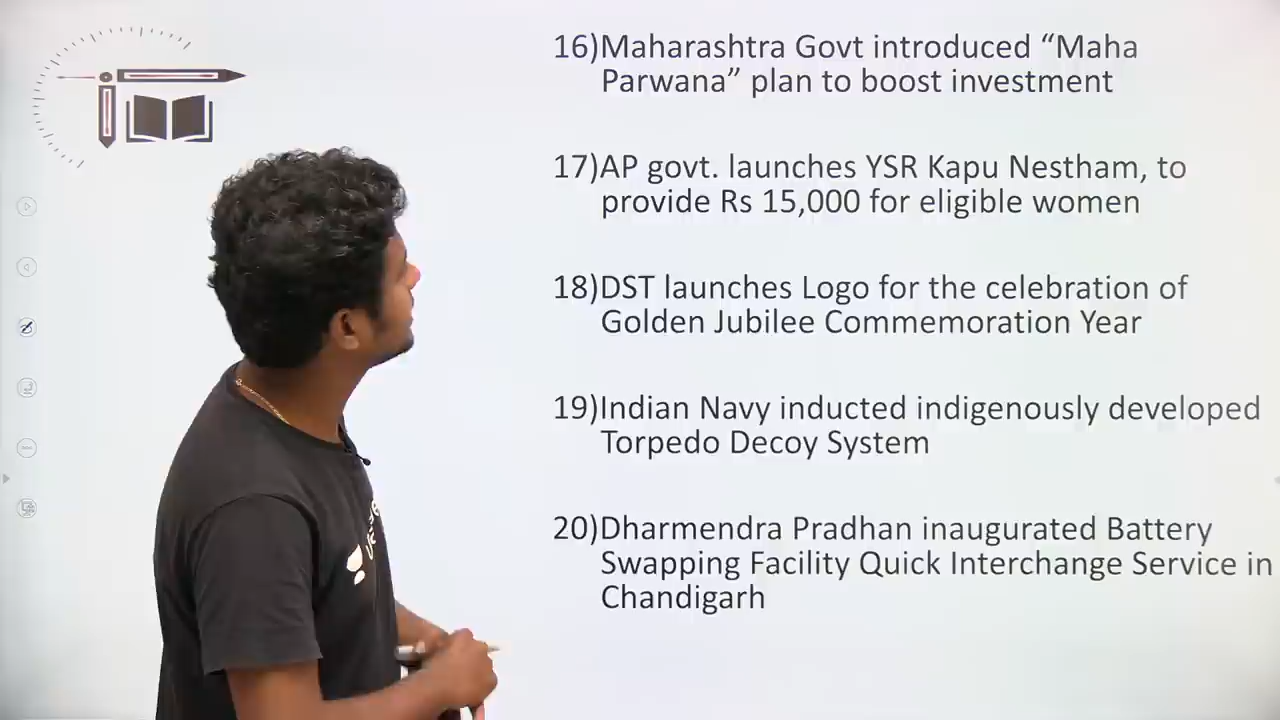 16)Maharashtra Govt introduced “Maha
Parwana” plan to boost investment
17)AP govt. launches YSR Kapu Nestham, to
provide Rs 15,000 for eligible women
18)DST launches Logo for the celebration of
Golden Jubilee Commemoration Year
19)Indian Navy inducted indigenously developed
Torpedo Decoy System
20)Dharmendra Pradhan inaugurated Battery
Swapping Facility Quick Interchange Service in
Chandigarh